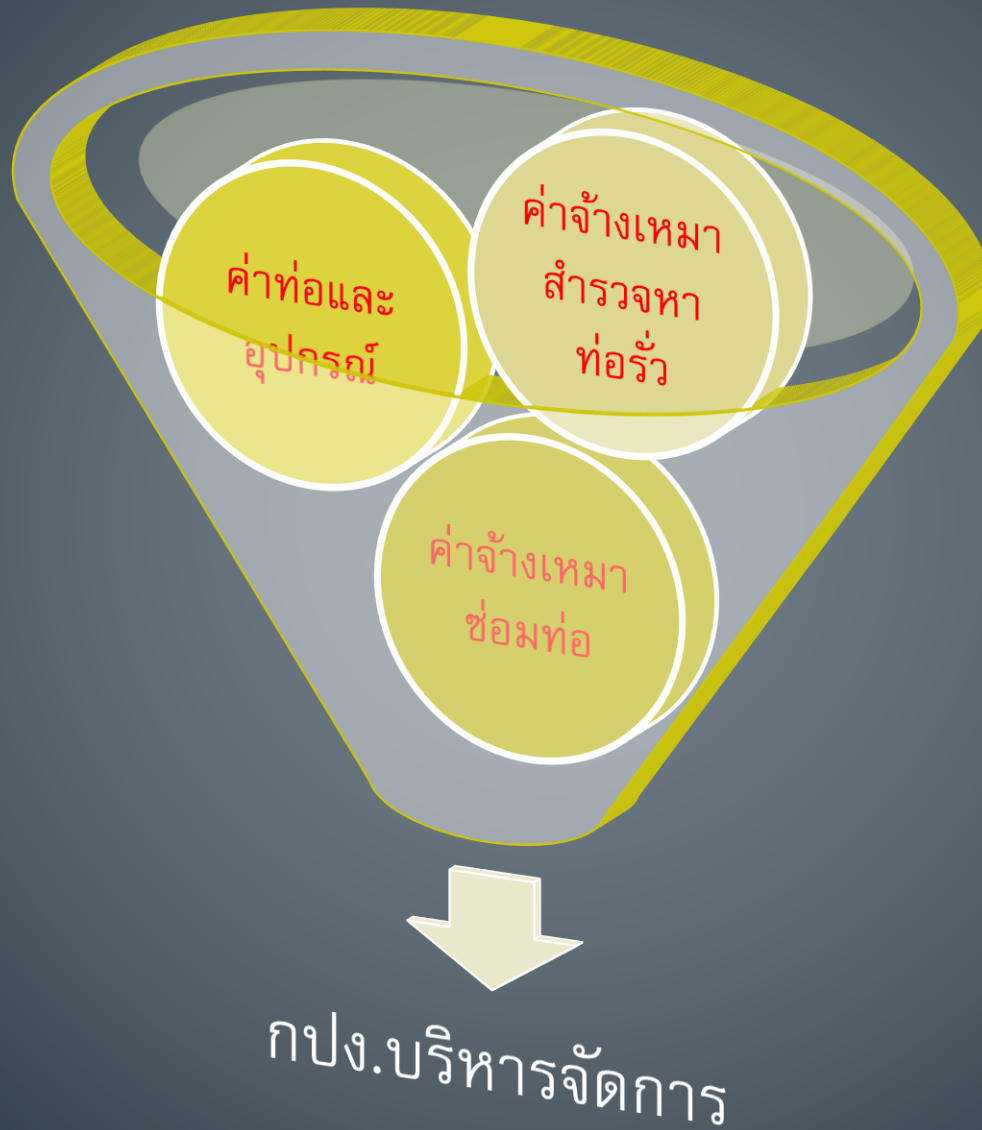 ค่าท่อและ
อุปกรณ์
ค่าจ้างเหมา
สำรวจหา
ท่อรั่ว
ค่าจ้างเหมา
ซ่อมท่อ
กปง.บริหารจัดการ